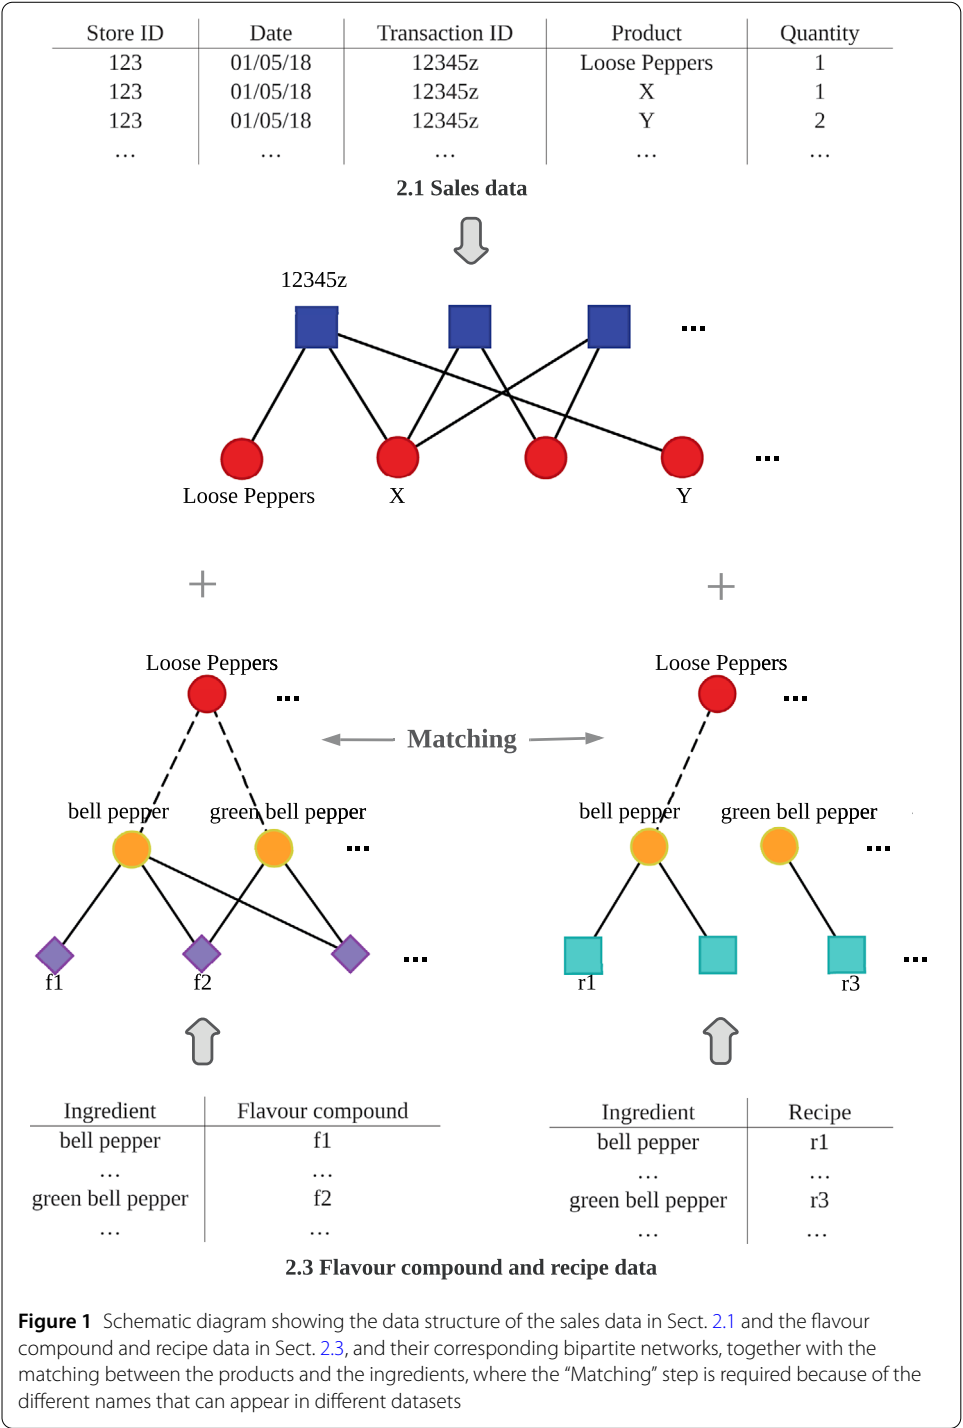 Store ID Date Transaction ID Product Quantity
123 01/05/18 12345z Loose Peppers 1
123 01/05/18 12345z X 1
123 01/05/18 12345z Y 2
… … … … …
2.1 Sales data
12345z
...
...
Loose Peppers X Y
+ +
Loose Peppers Loose Peppers
... ...
Matching
bell pepper green bell pepper bell pepper green bell pepper
... ...
... ...
f1 f2 r1 r3
Ingredient Flavour compound Ingredient Recipe
bell pepper f1 bell pepper r1
… … … …
green bell pepper f2 green bell pepper r3
… … … …
2.3 Flavour compound and recipe data
Figure 1 Schematic diagram showing the data structure of the sales data in Sect. 2.1 and the flavour
compound and recipe data in Sect. 2.3, and their corresponding bipartite networks, together with the
matching between the products and the ingredients, where the “Matching” step is required because of the
different names that can appear in different datasets